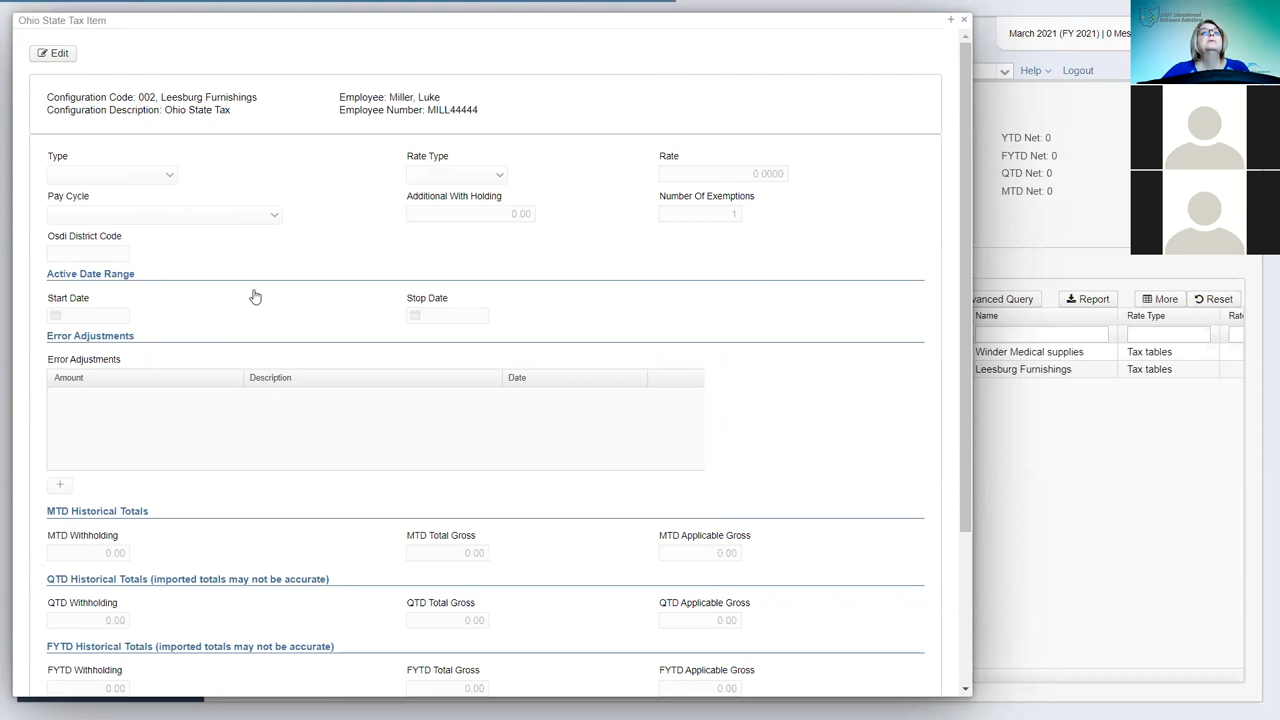 Ohio State Tax Item
March 2021 (FY 2021) | 0 Mes
Edit
Help
Logout
Configuration Code: 002, Leesburg Furnishings
Employee: Miller, Luke
Configuration Description: Ohio State Tax
Employee Number: MILL44444
YTD Net: 0
FYTD Net: 0
QTD Net: 0
MTD Net: 0
Type
Rate Type
Rate
0.0000
Pay Cycle
Additional With Holding
Number Of Exemptions
0.00
1
Osdi District Code
Active Date Range
Start Date
Stop Date
vanced Query
Report
More
Reset
Name
Rate Type
Rat
Winder Medical supplies
Tax tables
Leesburg Furnishings
Tax tables
Error Adjustments
Error Adjustments
Amount
Description
Date
+
MTD Historical Totals
MTD Withholding
MTD Total Gross
MTD Applicable Gross
0.00
0.00
0.00
QTD Historical Totals (imported totals may not be accurate)
QTD Withholding
QTD Total Gross
QTD Applicable Gross
0.00
0.00
0.00
FYTD Historical Totals (imported totals may not be accurate)
FYTD Withholding
FYTD Total Gross
FYTD Applicable Gross
0.00
0.00
0.00